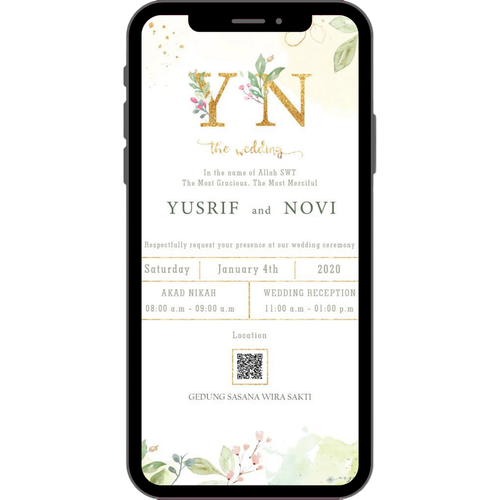 Y N
the wedding
In the name of Allah SWT
The Most Gracious, The Most Merciful
YUSRIF and NOVI
Respectfully request your presence at our wedding ceremony
Saturday January 4th 2020
AKAD NIKAH WEDDING RECEPTION
08:00 a.m - 09:00 a.m 11:00 a.m - 01:00 p.m
Location
GEDUNG SASANA WIRA SAKTI